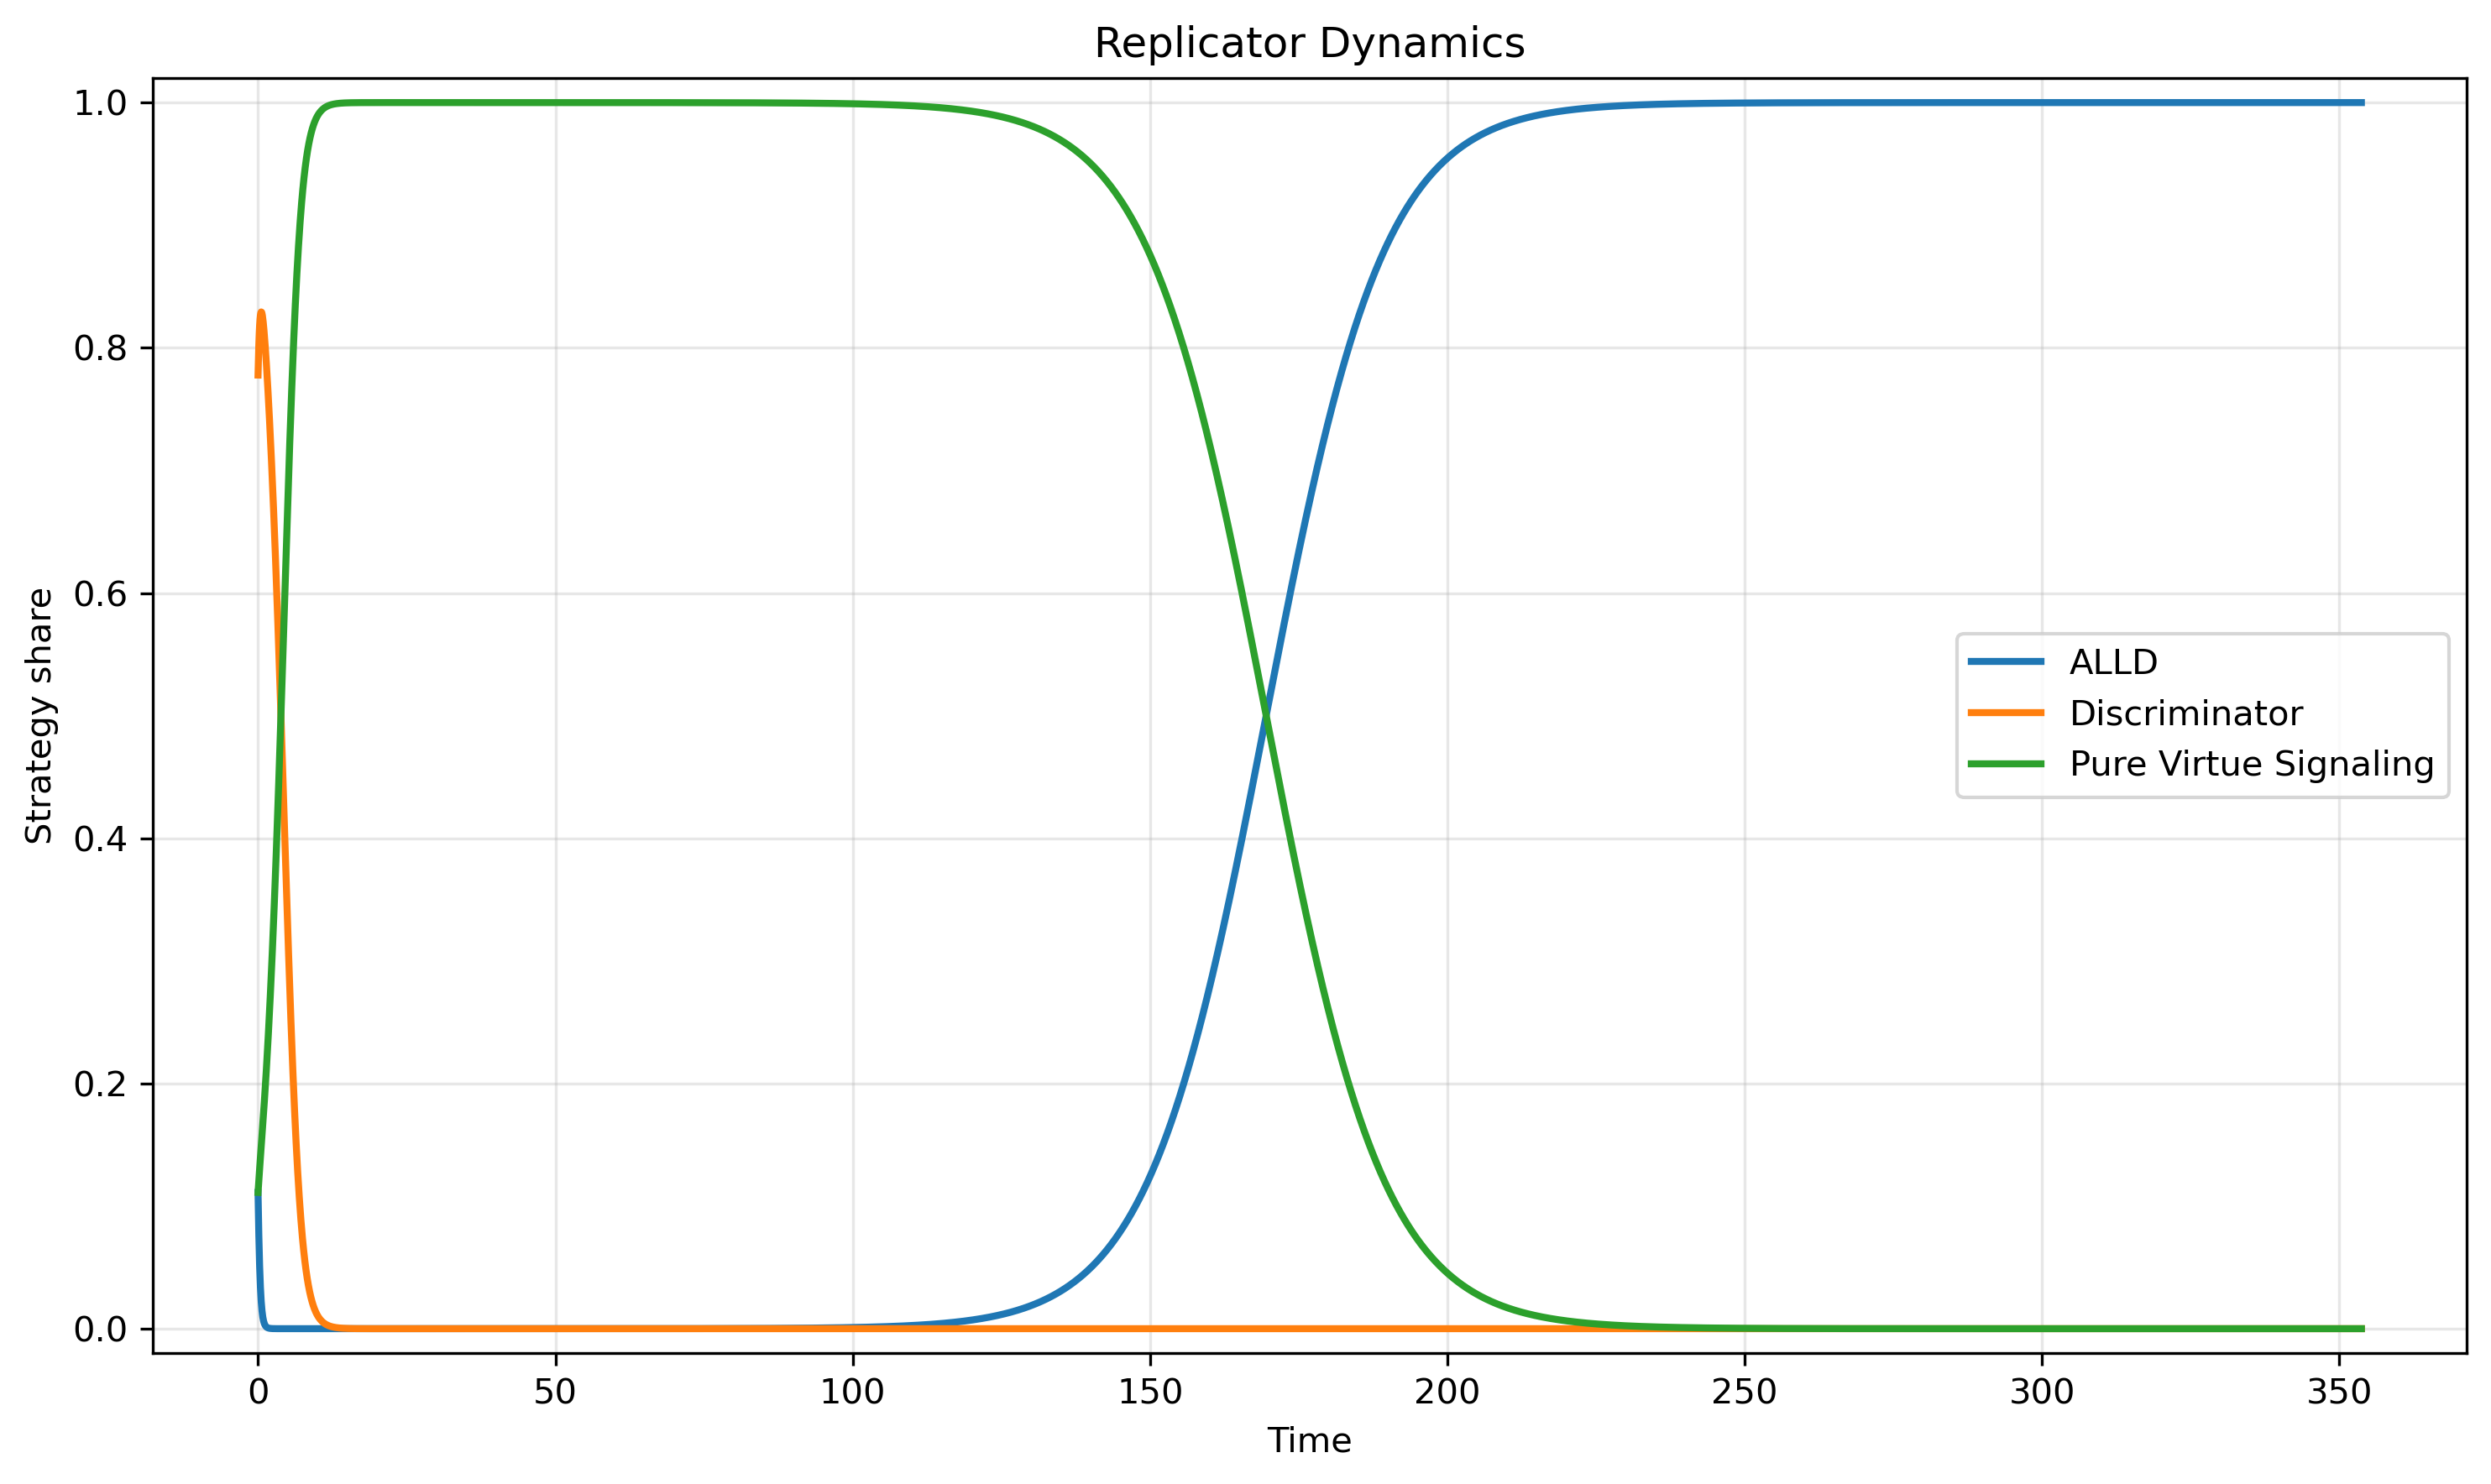 Replicator Dynamics
Strategy share
1.0
0.8
0.6
0.4
0.2
0.0
ALLD
Discriminator
Pure Virtue Signaling
0 50 100 150 200 250 300 350
Time